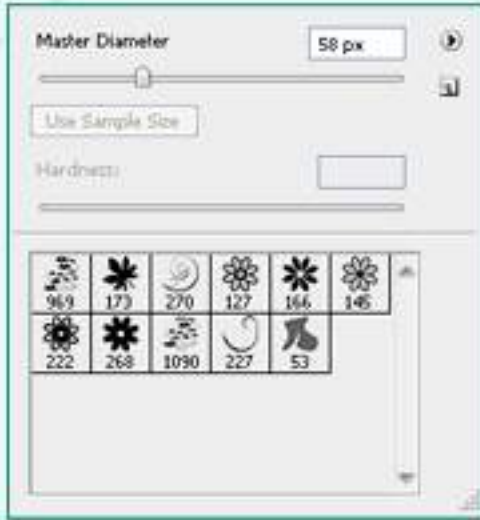 Master Diameter 58 px
Use Sample Size
Hardness:
969 173 270 127 166 145
222 268 1090 227 53